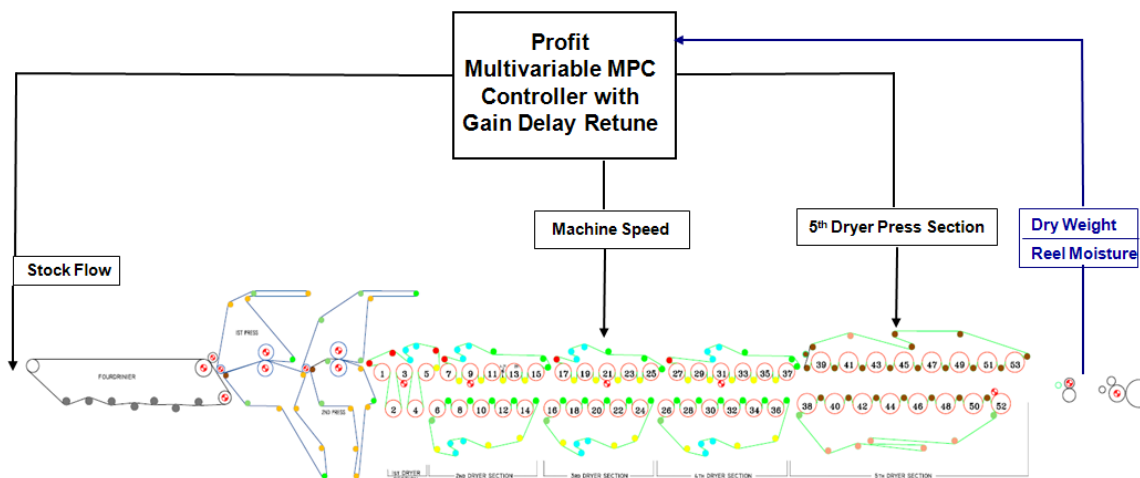 Profit
Multivariable MPC
Controller with
Gain Delay Retune
Stock Flow
Machine Speed
5th Dryer Press Section
Dry Weight
Reel Moisture
1ST PRESS
FOURDRINIER
2ND PRESS
1 3 5 7 9 11 13 15 17 19 21 23 25 27 29 31 33 35 37 39 41 43 45 47 49 51 53
2 4 6 8 10 12 14 16 18 20 22 24 26 28 30 32 34 36 38 40 42 44 46 48 50 52
1ST DRYER
2ND DRYER SECTION
3RD DRYER SECTION
4TH DRYER SECTION
5TH DRYER SECTION